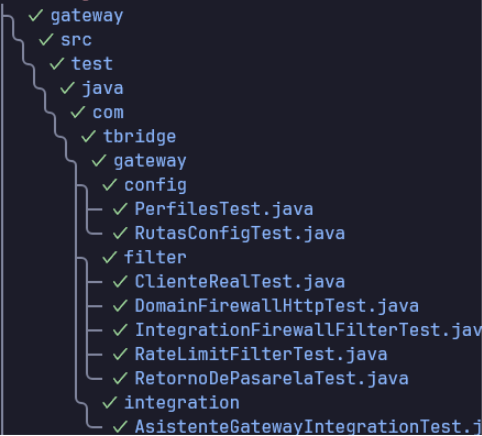 gateway
src
test
java
com
tbridge
gateway
config
PerfilesTest.java
RutasConfigTest.java
filter
ClienteRealTest.java
DomainFirewallHttpTest.java
IntegrationFirewallFilterTest.jav
RateLimitFilterTest.java
RetornoDePasarelaTest.java
integration
AsistenteGatewayIntegrationTest.j